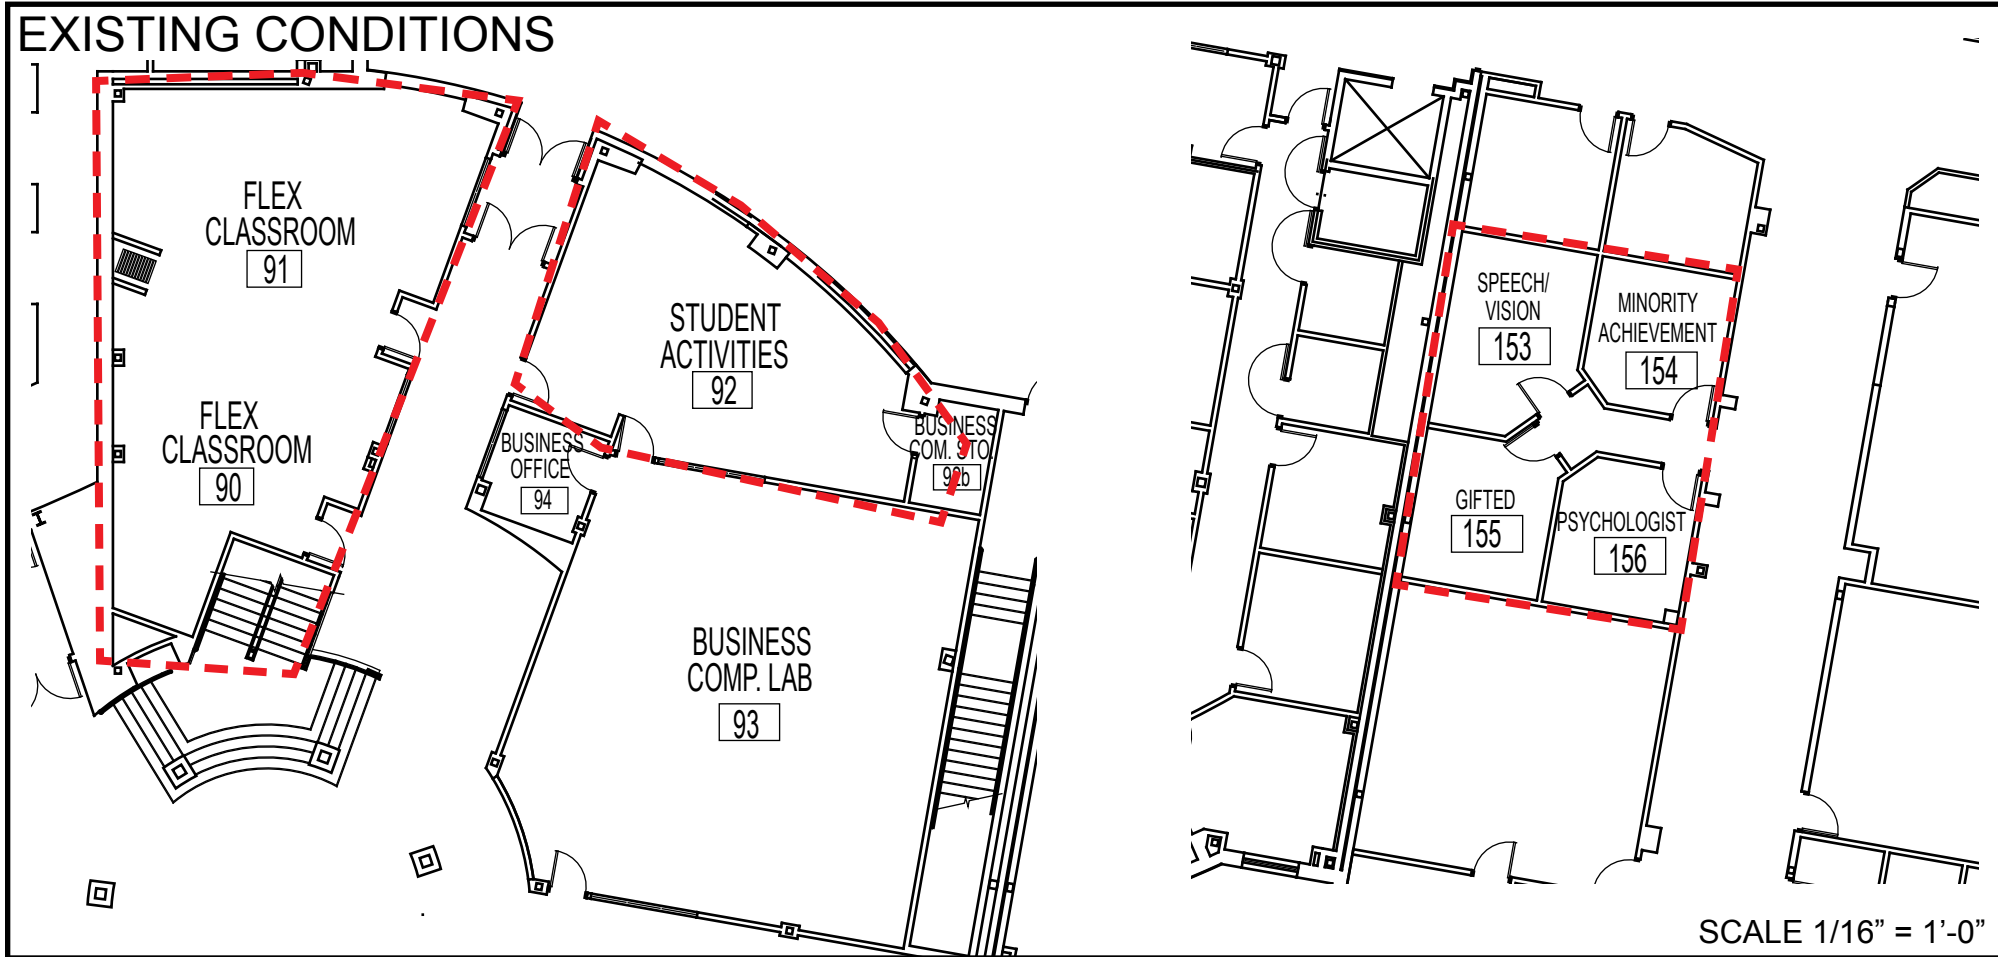 EXISTING CONDITIONS
FLEX
CLASSROOM
91
FLEX
CLASSROOM
90
STUDENT
ACTIVITIES
92
BUSINESS
OFFICE
94
BUSINESS
COM. STO.
92b
BUSINESS
COMP. LAB
93
SPEECH/
VISION
153
MINORITY
ACHIEVEMENT
154
GIFTED
155
PSYCHOLOGIST
156
SCALE 1/16” = 1’-0”